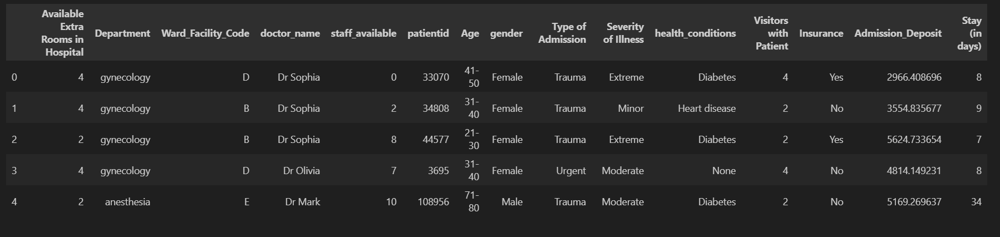 Available Extra Rooms in Hospital Department Ward_Facility_Code doctor_name staff_available patientid Age gender Type of Admission Severity of Illness health_conditions Visitors with Patient Insurance Admission_Deposit Stay (in days)
0 4 gynecology D Dr Sophia 0 33070 41-50 Female Trauma Extreme Diabetes 4 Yes 2966.408696 8
1 4 gynecology B Dr Sophia 2 34808 31-40 Female Trauma Minor Heart disease 2 No 3554.835677 9
2 2 gynecology B Dr Sophia 8 44577 21-30 Female Trauma Extreme Diabetes 2 Yes 5624.733654 7
3 4 gynecology D Dr Olivia 7 3695 31-40 Female Urgent Moderate None 4 No 4814.149231 8
4 2 anesthesia E Dr Mark 10 108956 71-80 Male Trauma Moderate Diabetes 2 No 5169.269637 34